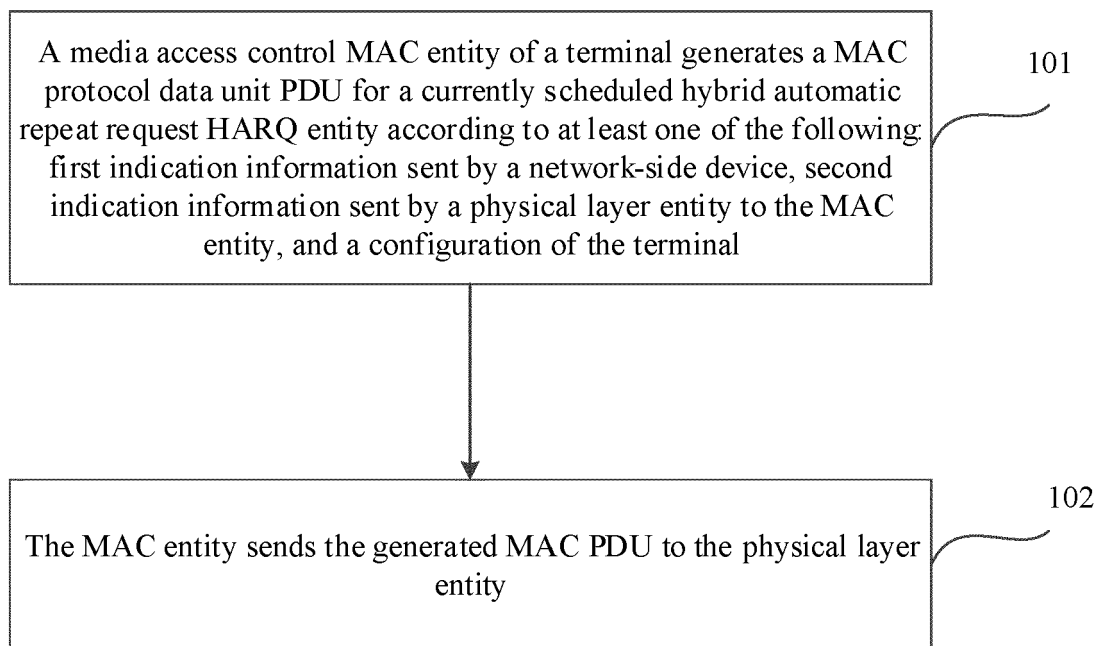 A media access control MAC entity of a terminal generates a MAC
protocol data unit PDU for a currently scheduled hybrid automatic
repeat request HARQ entity according to at least one of the following:
first indication information sent by a network-side device, second
indication information sent by a physical layer entity to the MAC
entity, and a configuration of the terminal
101
The MAC entity sends the generated MAC PDU to the physical layer
entity
102